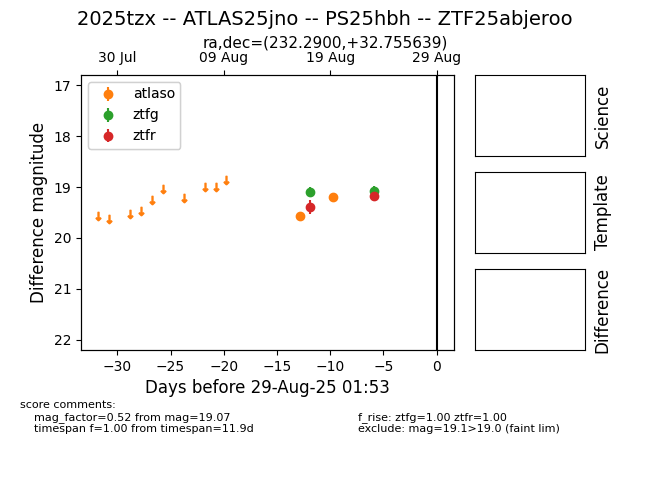 2025tzx -- ATLAS25jno -- PS25hbh -- ZTF25abjeroo
ra,dec=(232.2900,+32.755639)
30 Jul 09 Aug 19 Aug 29 Aug
atlaso
ztfg
ztfr
17
18
19
20
21
22
Difference magnitude
−30 −25 −20 −15 −10 −5 0
Days before 29-Aug-25 01:53
Science
Template
Difference
score comments:
mag_factor=0.52 from mag=19.07
timespan f=1.00 from timespan=11.9d
f_rise: ztfg=1.00 ztfr=1.00
exclude: mag=19.1>19.0 (faint lim)